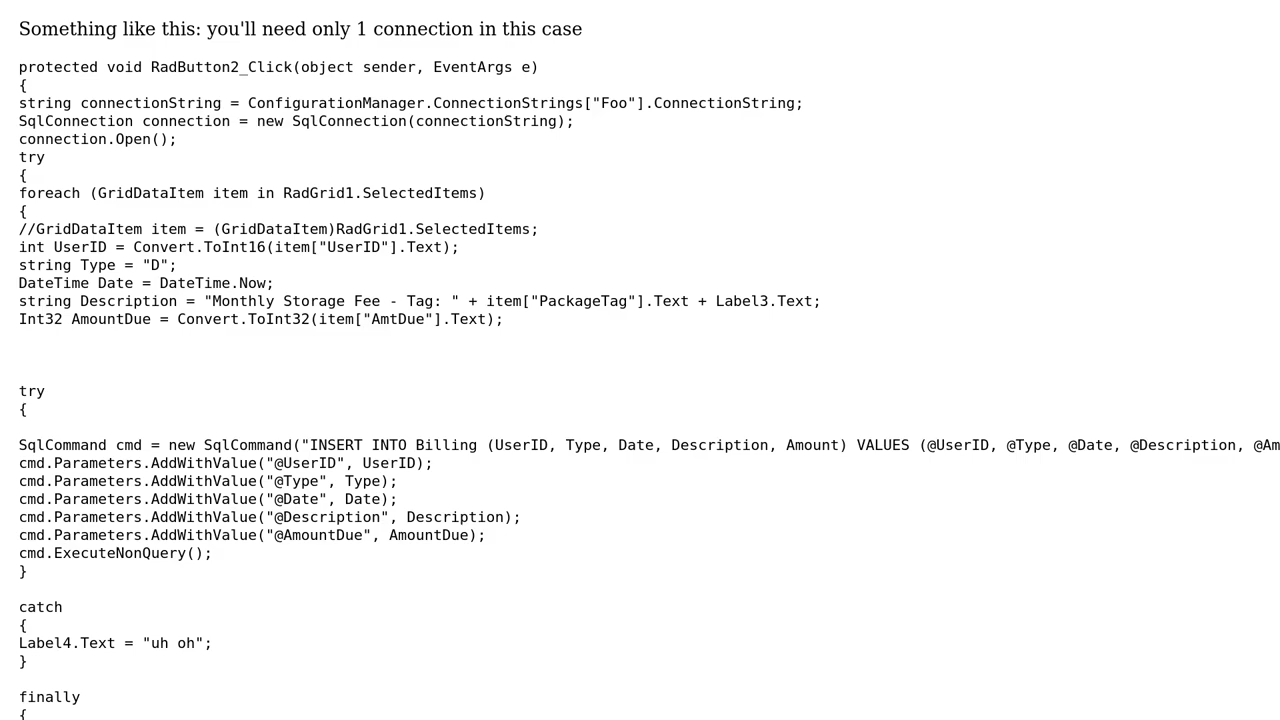 Something like this: you'll need only 1 connection in this case
protected void RadButton2_Click(object sender, EventArgs e)
{
string connectionString = ConfigurationManager.ConnectionStrings["Foo"].ConnectionString;
SqlConnection connection = new SqlConnection(connectionString);
connection.Open();
try
{
foreach (GridDataItem item in RadGrid1.SelectedItems)
{
//GridDataItem item = (GridDataItem)RadGrid1.SelectedItems;
int UserID = Convert.ToInt16(item["UserID"].Text);
string Type = "D";
DateTime Date = DateTime.Now;
string Description = "Monthly Storage Fee - Tag: " + item["PackageTag"].Text + Label3.Text;
Int32 AmountDue = Convert.ToInt32(item["AmtDue"].Text);
try
{
SqlCommand cmd = new SqlCommand("INSERT INTO Billing (UserID, Type, Date, Description, Amount) VALUES (@UserID, @Type, @Date, @Description, @Am
cmd.Parameters.AddWithValue("@UserID", UserID);
cmd.Parameters.AddWithValue("@Type", Type);
cmd.Parameters.AddWithValue("@Date", Date);
cmd.Parameters.AddWithValue("@Description", Description);
cmd.Parameters.AddWithValue("@AmountDue", AmountDue);
cmd.ExecuteNonQuery();
}
catch
{
Label4.Text = "uh oh";
}
finally
{